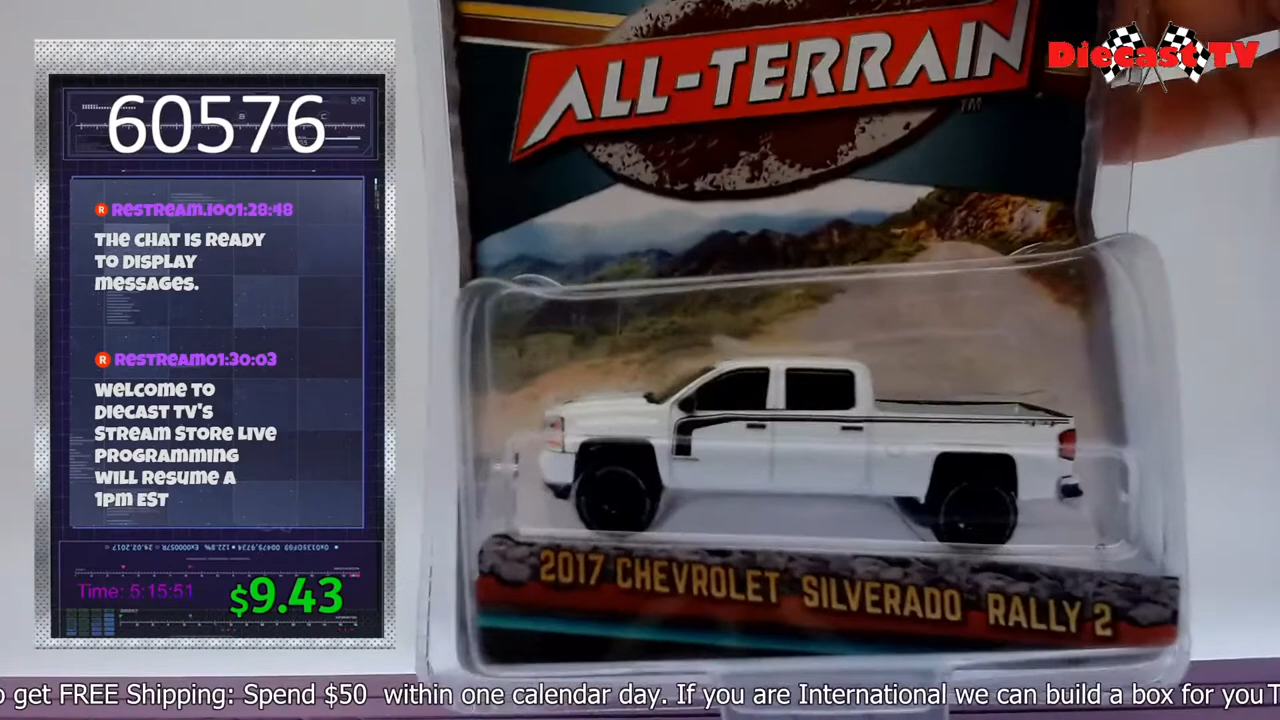 60576
Restream.io01:28:48
The chat is ready
to display
messages.
Restream01:30:03
Welcome to
Diecast TV's
Stream Store Live
Programming
will resume a
1pm EST
Time: 5:15:51
$9.43
ALL-TERRAIN
TM
Diecast TV
2017 CHEVROLET SILVERADO RALLY 2
o get FREE Shipping: Spend $50 within one calendar day. If you are International we can build a box for you T